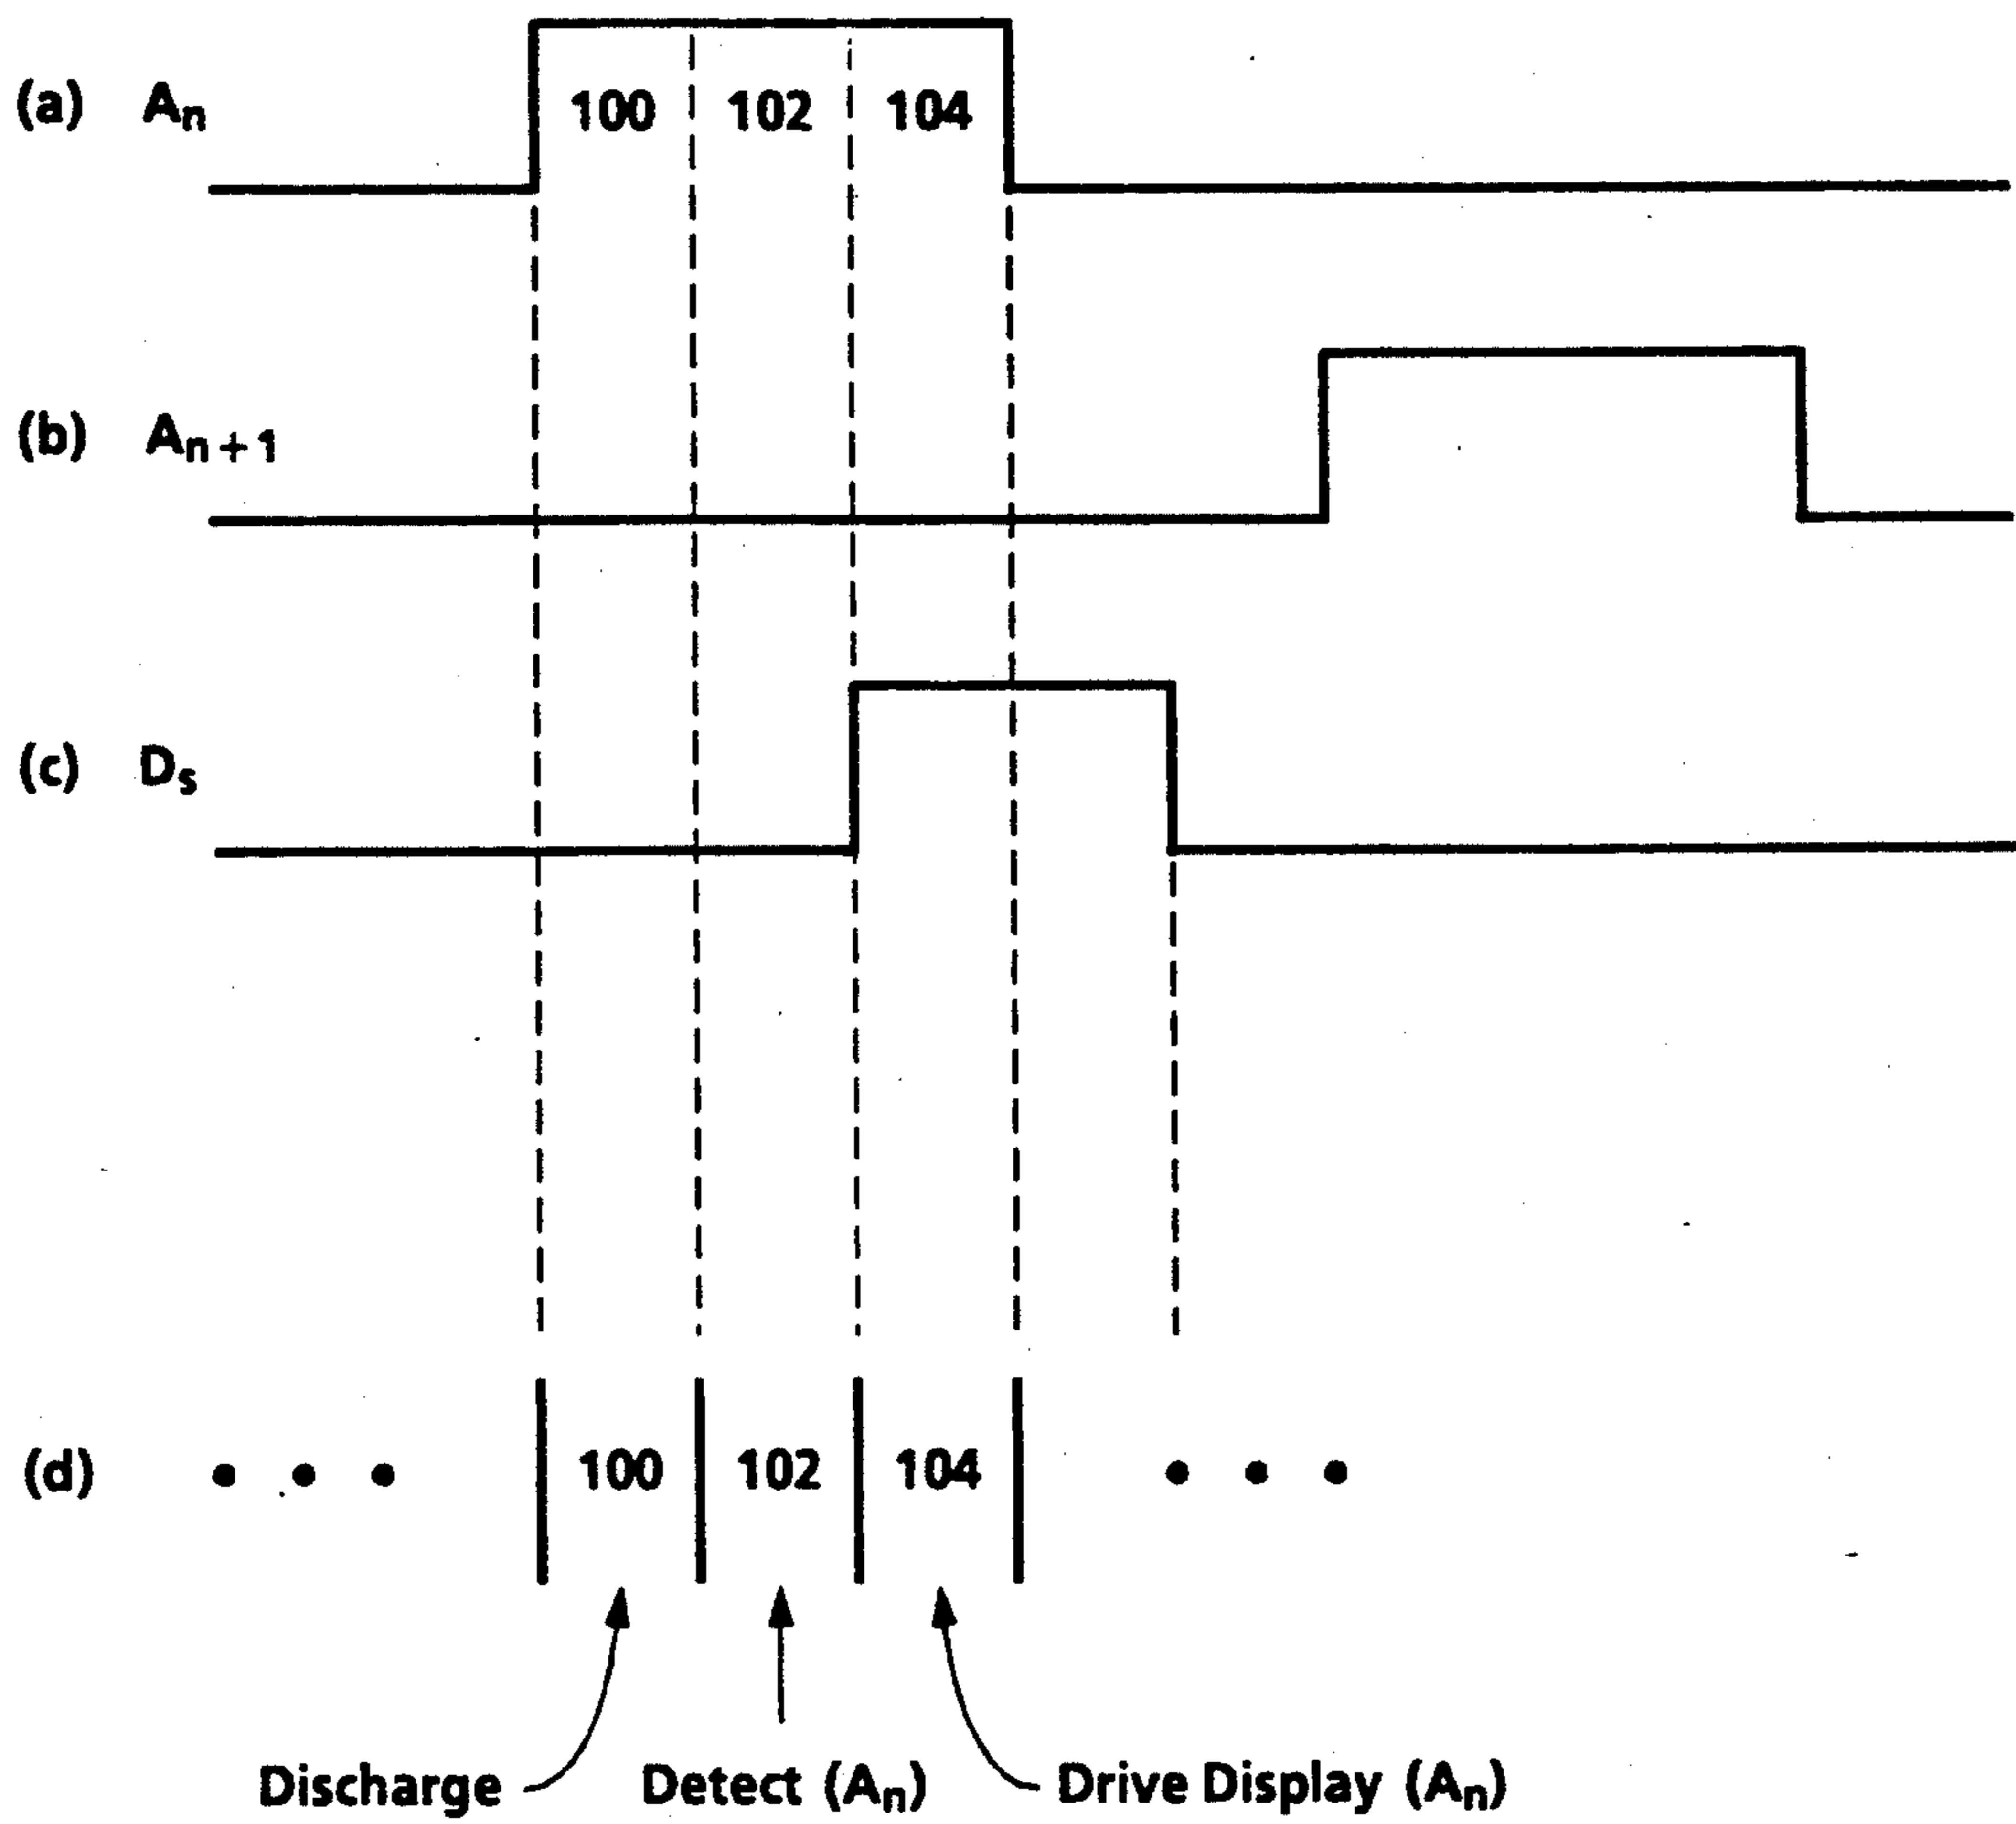 (a) Aₙ 100 102 104
(b) Aₙ₊₁
(c) Dₛ
(d) 100 102 104
Discharge Detect (Aₙ) Drive Display (Aₙ)